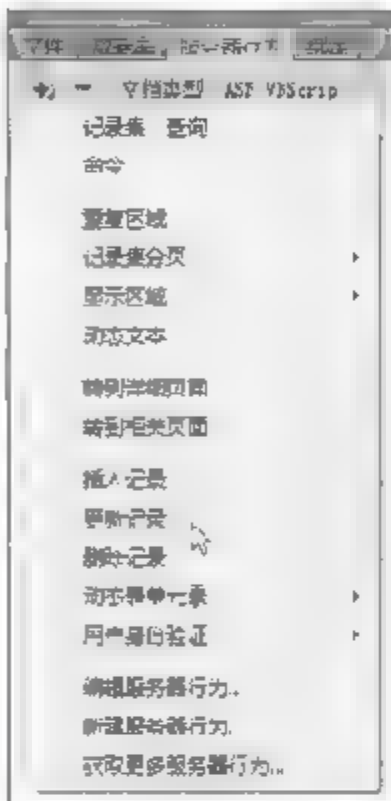 文件 数据库 服务器行为 绑定
文档类型 ASP VBScrip
记录集 查询
命令
重复区域
记录集分页
显示区域
动态文本
转到详细页面
转到相关页面
插入记录
更新记录
删除记录
动态表单元素
用户身份验证
编辑服务器行为..
新建服务器行为.
获取更多服务器行为...